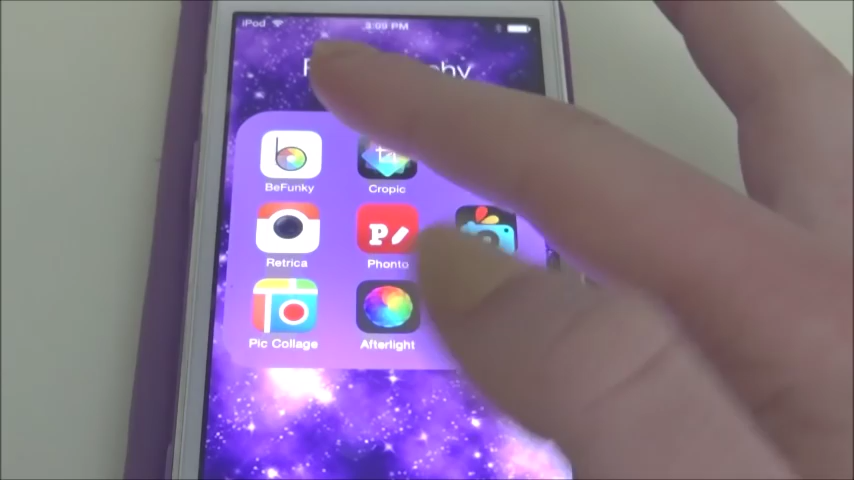 iPod 3:09 PM
BeFunky Cropic
Retrica Phonto
P
Pic Collage Afterlight